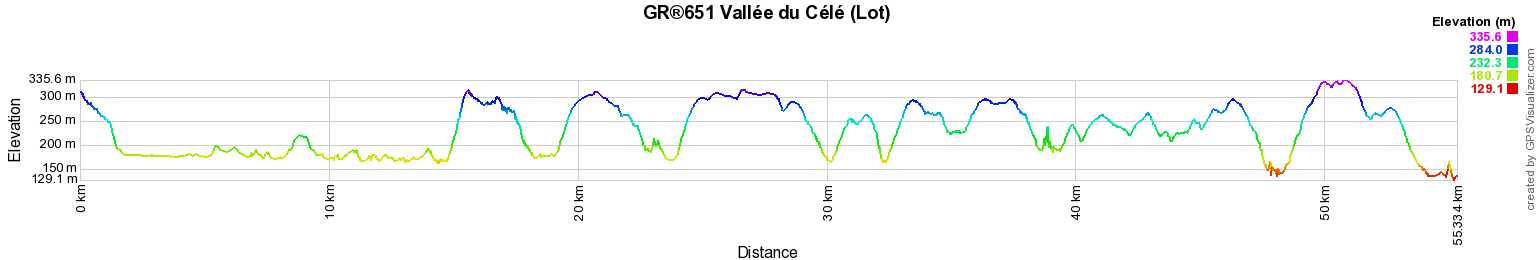 GR®651 Vallée du Célé (Lot)
Elevation (m)
335.6
284.0
232.3
180.7
129.1
335.6 m
300 m
250 m
200 m
150 m
129.1 m
Elevation
0 km
10 km
20 km
30 km
40 km
50 km
55.334 km
Distance
created by GPSVisualizer.com